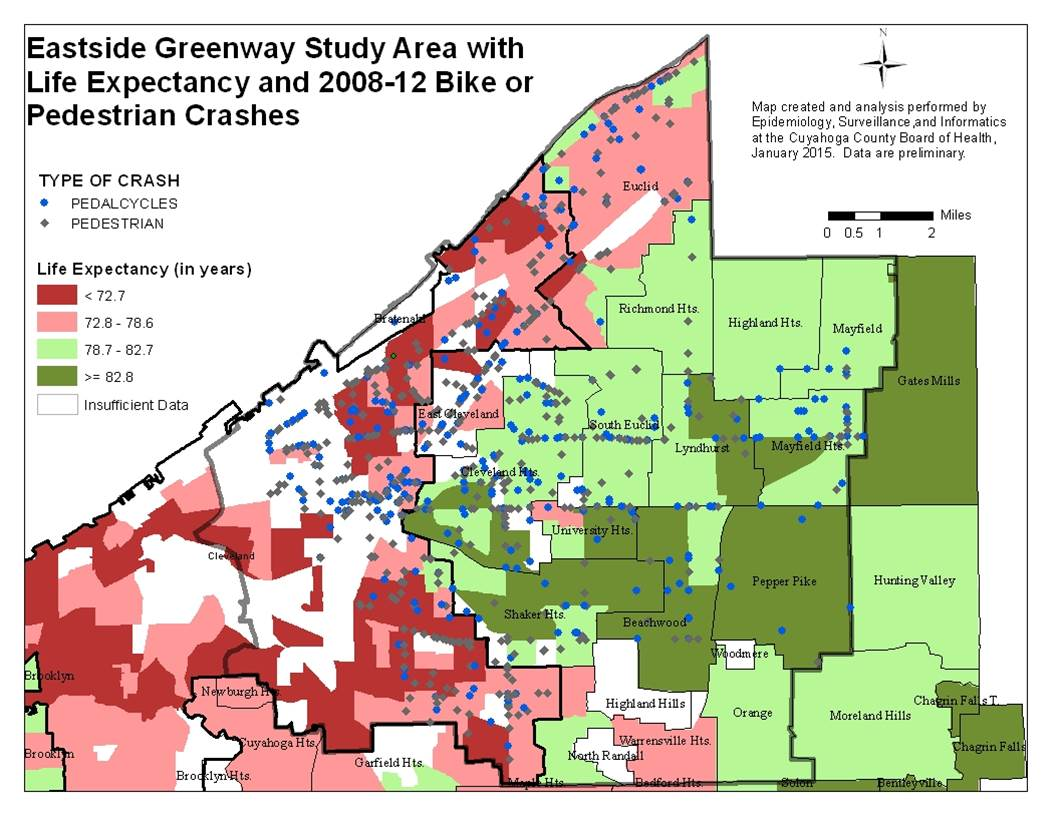 Eastside Greenway Study Area with
Life Expectancy and 2008-12 Bike or
Pedestrian Crashes
N
Map created and analysis performed by
Epidemiology, Surveillance,and Informatics
at the Cuyahoga County Board of Health,
January 2015. Data are preliminary.
TYPE OF CRASH
PEDALCYCLES
PEDESTRIAN
Miles
0 0.5 1 2
Life Expectancy (in years)
< 72.7
72.8 - 78.6
78.7 - 82.7
>= 82.8
Insufficient Data
Euclid
Richmond Hts.
Bratenahl
Highland Hts.
Mayfield
Gates Mills
East Cleveland
South Euclid
Lyndhurst
Mayfield Hts.
Cleveland Hts.
University Hts.
Cleveland
Pepper Pike
Hunting Valley
Shaker Hts.
Beachwood
Woodmere
Brooklyn
Newburgh Hts.
Highland Hills
Chagrin Falls T...
Orange
Moreland Hills
Cuyahoga Hts.
Warrensville Hts.
Chagrin Falls
Brooklyn
North Randall
Garfield Hts.
Brooklyn Hts.
Maple Hts.
Bedford Hts.
Solon
Bentleyville